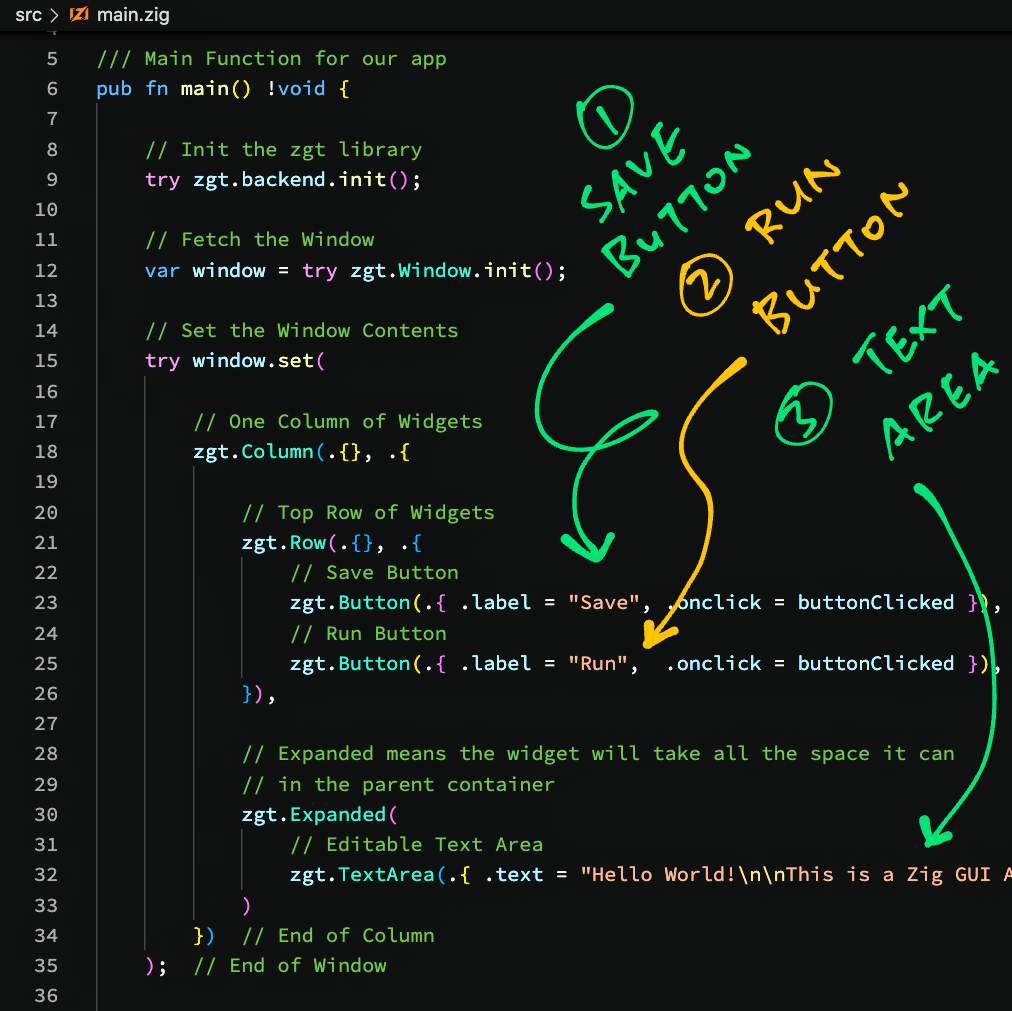 src > main.zig
4
5 /// Main Function for our app
6 pub fn main() !void {
7
8 // Init the zgt library
9 try zgt.backend.init();
10
11 // Fetch the Window
12 var window = try zgt.Window.init();
13
14 // Set the Window Contents
15 try window.set(
16
17 // One Column of Widgets
18 zgt.Column(.{}, .{
19
20 // Top Row of Widgets
21 zgt.Row(.{}, .{
22 // Save Button
23 zgt.Button(.{ .label = "Save", .onclick = buttonClicked }),
24 // Run Button
25 zgt.Button(.{ .label = "Run", .onclick = buttonClicked }),
26 }),
27
28 // Expanded means the widget will take all the space it can
29 // in the parent container
30 zgt.Expanded(
31 // Editable Text Area
32 zgt.TextArea(.{ .text = "Hello World!\n\nThis is a Zig GUI A
33 )
34 }) // End of Column
35 ); // End of Window
36
1
SAVE
BUTTON
2
RUN
BUTTON
3
TEXT
AREA